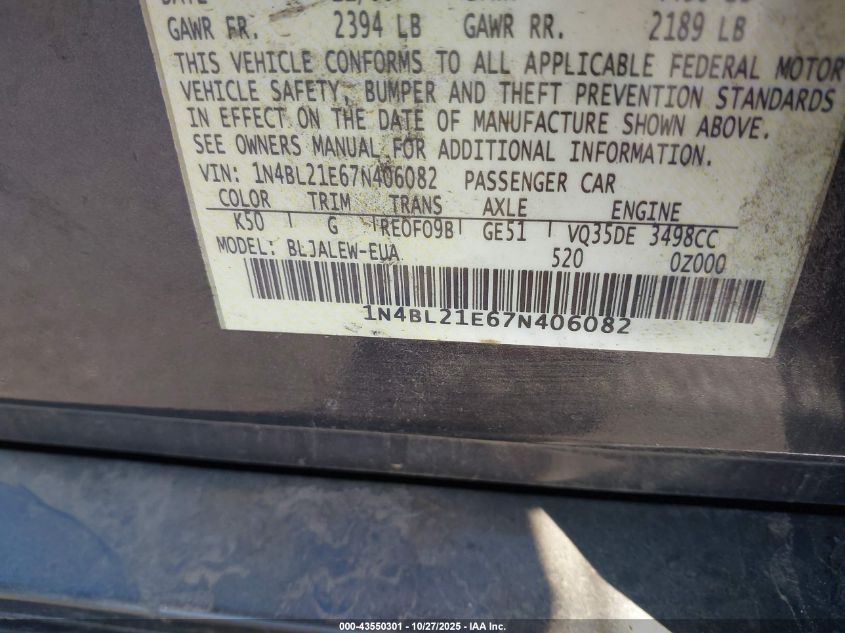 GAWR FR. 2394 LB GAWR RR. 2189 LB
THIS VEHICLE CONFORMS TO ALL APPLICABLE FEDERAL MOTOR
VEHICLE SAFETY, BUMPER AND THEFT PREVENTION STANDARDS
IN EFFECT ON THE DATE OF MANUFACTURE SHOWN ABOVE.
SEE OWNERS MANUAL FOR ADDITIONAL INFORMATION.
VIN: 1N4BL21E67N406082 PASSENGER CAR
COLOR TRIM TRANS AXLE ENGINE
K50 G RE0F09B GE51 VQ35DE 3498CC
MODEL: BLJALEW-EUA 520 0Z000
1N4BL21E67N406082
000-43550301 | 10/27/2025 - IAA Inc.